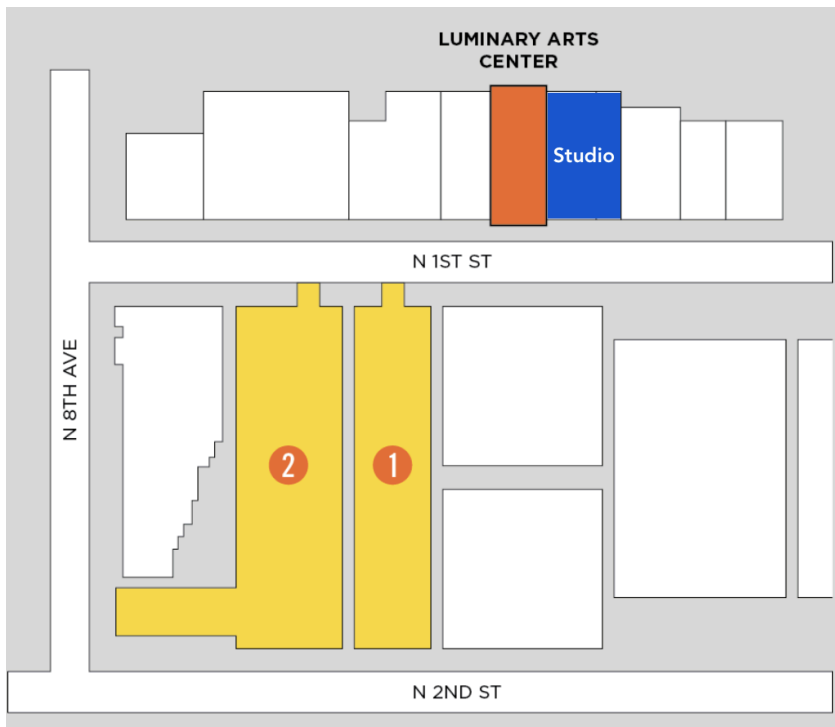 LUMINARY ARTS
CENTER
Studio
N 1ST ST
N 8TH AVE
2
1
N 2ND ST